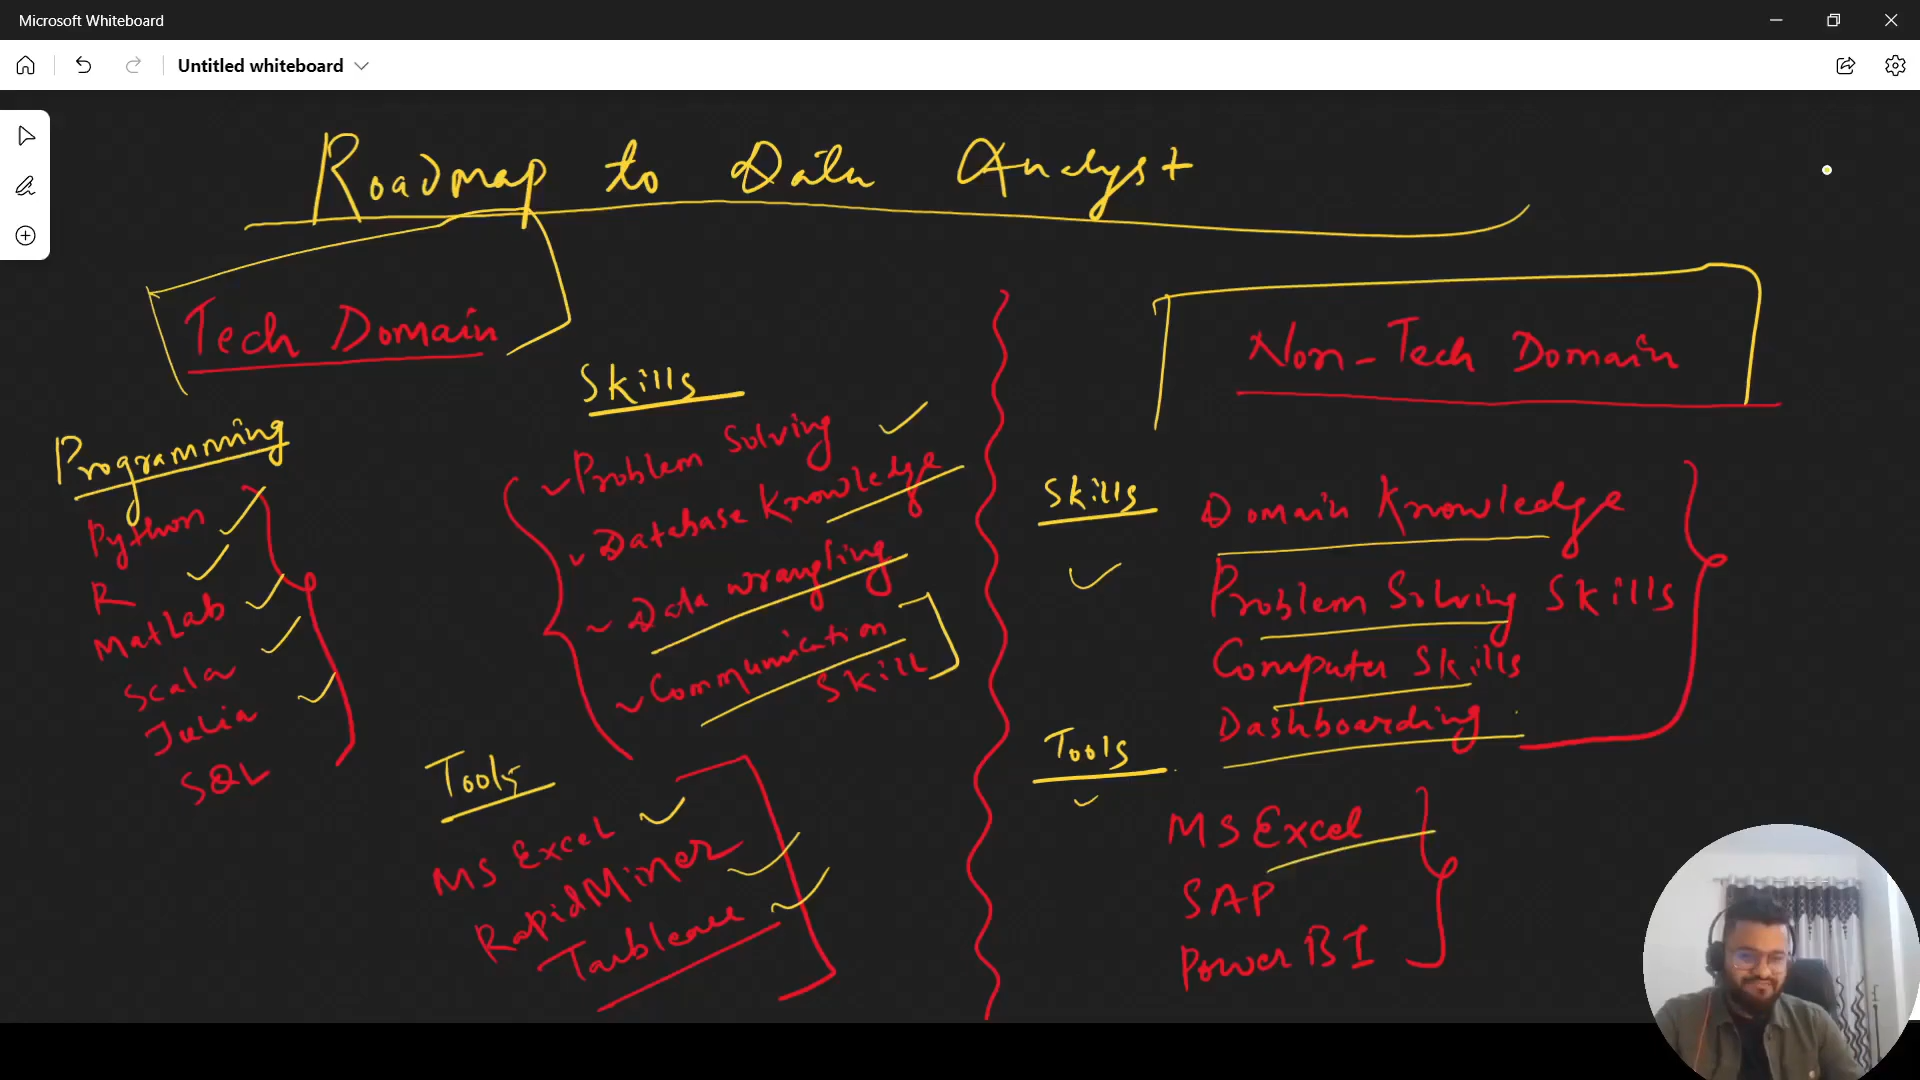 Microsoft Whiteboard
Untitled whiteboard
Roadmap to Data Analyst
Tech Domain
Programming
Python
R
MatLab
Scala
Julia
SQL
Skills
Problem Solving
Database Knowledge
Data wrangling
Communication
Skill
Tools
MS Excel
RapidMiner
Tableau
Non-Tech Domain
Skills
Domain Knowledge
Problem Solving Skills
Computer Skills
Dashboarding
Tools
MS Excel
SAP
Power BI